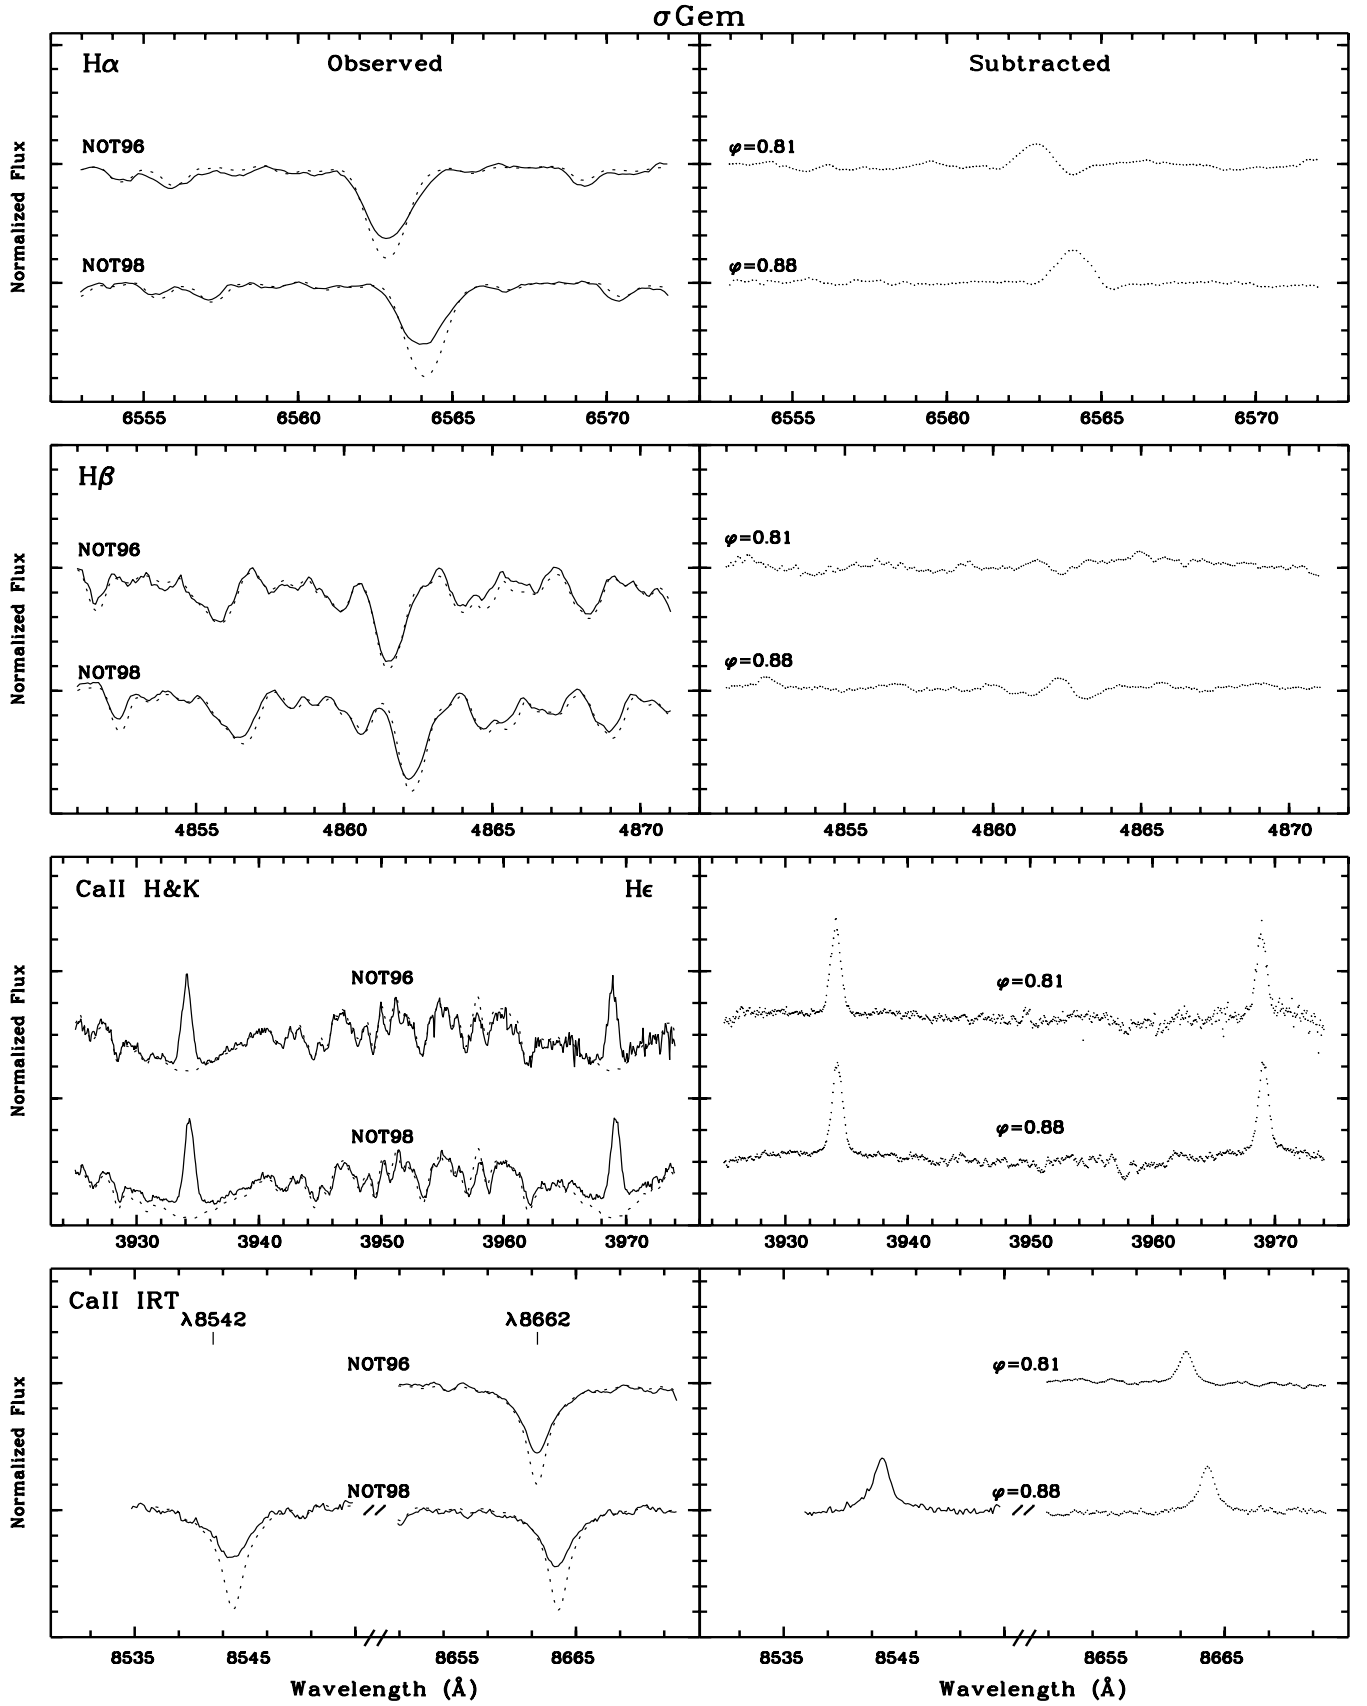 σGem
Hα Observed Subtracted
NOT96 φ=0.81
NOT98 φ=0.88
Normalized Flux
6555 6560 6565 6570 6555 6560 6565 6570
Hβ
NOT96 φ=0.81
NOT98 φ=0.88
Normalized Flux
4855 4860 4865 4870 4855 4860 4865 4870
CaII H&K Hϵ
NOT96 φ=0.81
NOT98 φ=0.88
Normalized Flux
3930 3940 3950 3960 3970 3930 3940 3950 3960 3970
CaII IRT
λ8542 λ8662
NOT96 φ=0.81
NOT98 φ=0.88
Normalized Flux
8535 8545 8655 8665 8535 8545 8655 8665
Wavelength (Å) Wavelength (Å)